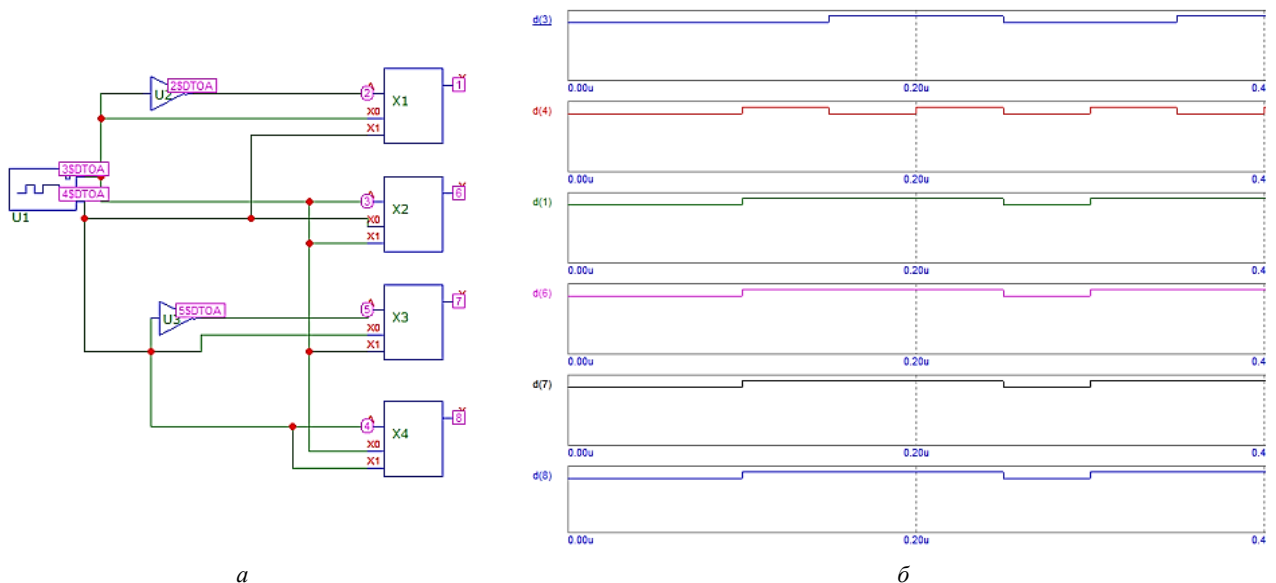 2$DTOA
U2
2
A
Y
1
X1
X0
X1
3$DTOA
4$DTOA
U1
3
A
Y
6
X2
X0
X1
5$DTOA
U3
5
A
Y
7
X3
X0
X1
4
A
Y
8
X4
X0
X1
а
d(3)
0.00u 0.20u 0.4
d(4)
0.00u 0.20u 0.4
d(1)
0.00u 0.20u 0.4
d(6)
0.00u 0.20u 0.4
d(7)
0.00u 0.20u 0.4
d(8)
0.00u 0.20u 0.4
б